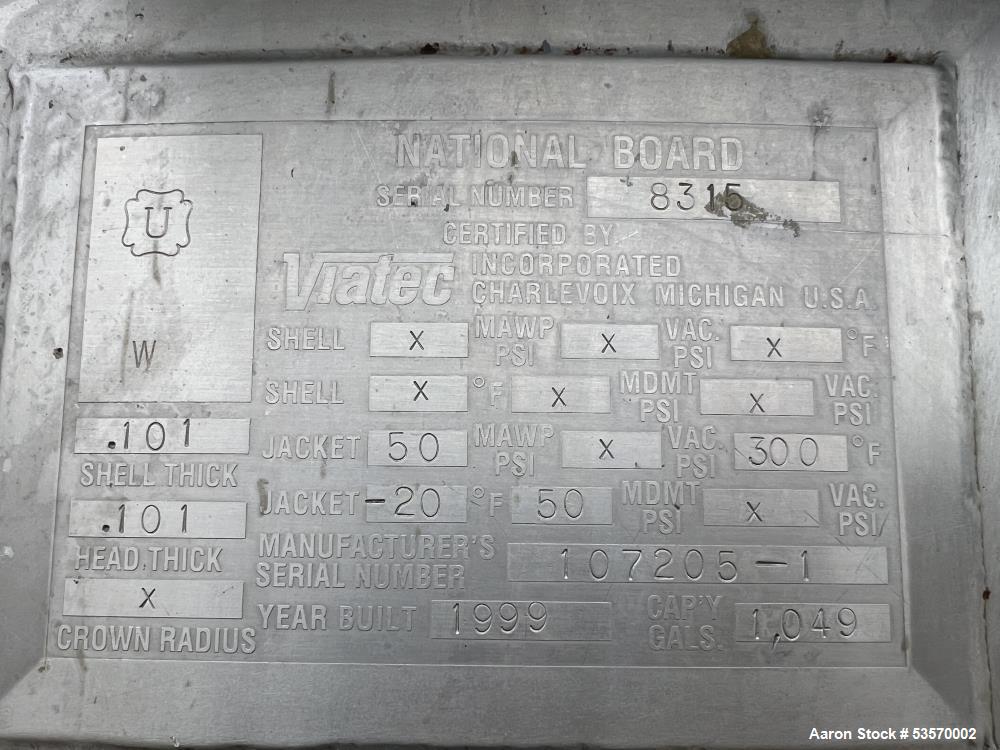 NATIONAL BOARD
SERIAL NUMBER 8315
CERTIFIED BY
Viatec INCORPORATED
CHARLEVOIX MICHIGAN U.S.A.
U
W
SHELL X MAWP PSI X VAC. PSI X °F
SHELL X °F X MDMT PSI X VAC. PSI
.101
SHELL THICK
JACKET 50 MAWP PSI X VAC. PSI 300 °F
.101
HEAD THICK
JACKET -20 °F 50 MDMT PSI X VAC. PSI
X
CROWN RADIUS
MANUFACTURER'S SERIAL NUMBER 107205-1
YEAR BUILT 1999 CAP'Y GALS. 1,049
Aaron Stock # 53570002